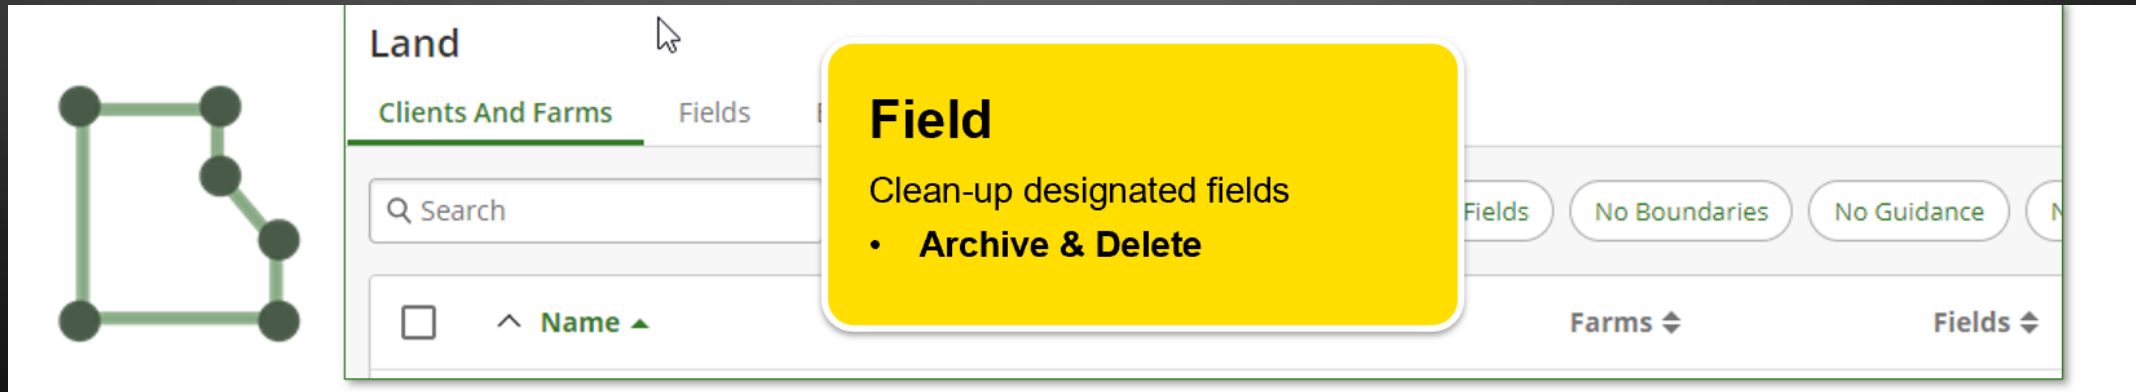 Land
Clients And Farms Fields
Field
Clean-up designated fields
• Archive & Delete
Search
Fields No Boundaries No Guidance
Name Farms Fields